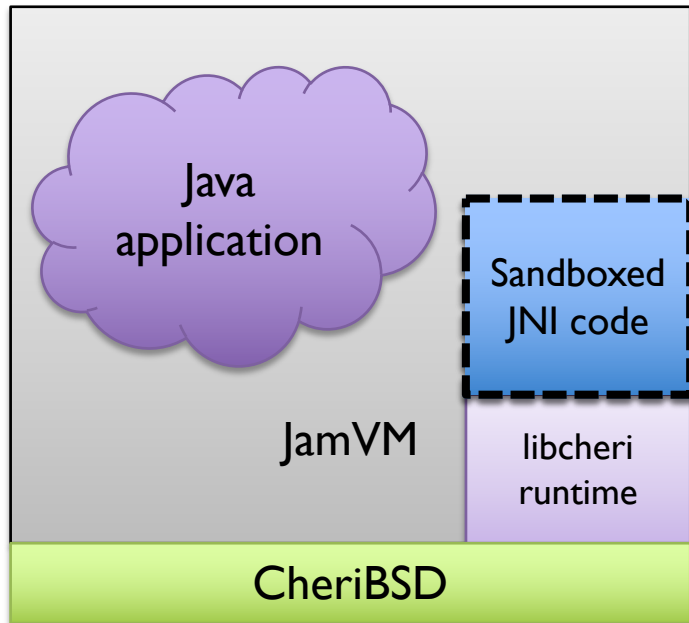 Java
application
Sandboxed
JNI code
JamVM
libcheri
runtime
CheriBSD